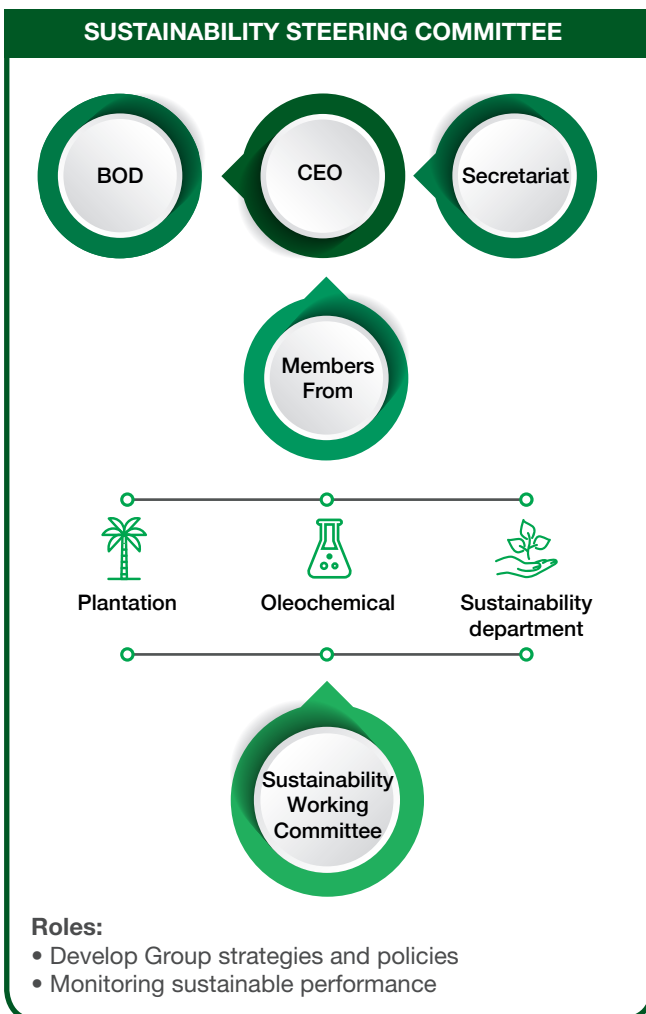 SUSTAINABILITY STEERING COMMITTEE
BOD
CEO
Secretariat
Members
From
Plantation
Oleochemical
Sustainability
department
Sustainability
Working
Committee
Roles:
• Develop Group strategies and policies
• Monitoring sustainable performance